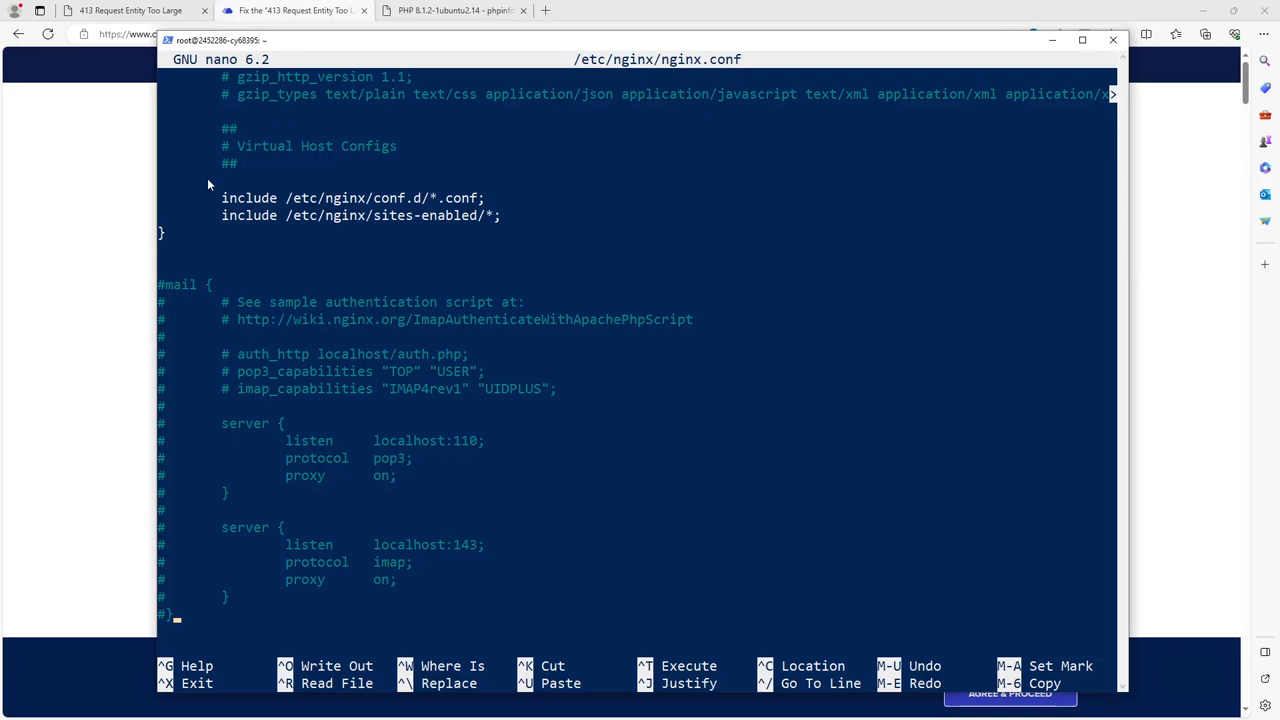 413 Request Entity Too Large
Fix the "413 Request Entity Too L
PHP 8.1.2-1ubuntu2.14 - phpinfo
https://www.c
root@2452286-cy68395: ~
GNU nano 6.2 /etc/nginx/nginx.conf
# gzip_http_version 1.1;
# gzip_types text/plain text/css application/json application/javascript text/xml application/xml application/x>
##
# Virtual Host Configs
##
include /etc/nginx/conf.d/*.conf;
include /etc/nginx/sites-enabled/*;
}
#mail {
# # See sample authentication script at:
# # http://wiki.nginx.org/ImapAuthenticateWithApachePhpScript
#
# # auth_http localhost/auth.php;
# # pop3_capabilities "TOP" "USER";
# # imap_capabilities "IMAP4rev1" "UIDPLUS";
#
# server {
# listen localhost:110;
# protocol pop3;
# proxy on;
# }
#
# server {
# listen localhost:143;
# protocol imap;
# proxy on;
# }
#}
^G Help ^O Write Out ^W Where Is ^K Cut ^T Execute ^C Location M-U Undo M-A Set Mark
^X Exit ^R Read File ^\ Replace ^U Paste ^J Justify ^/ Go To Line M-E Redo M-6 Copy
AGREE & PROCEED